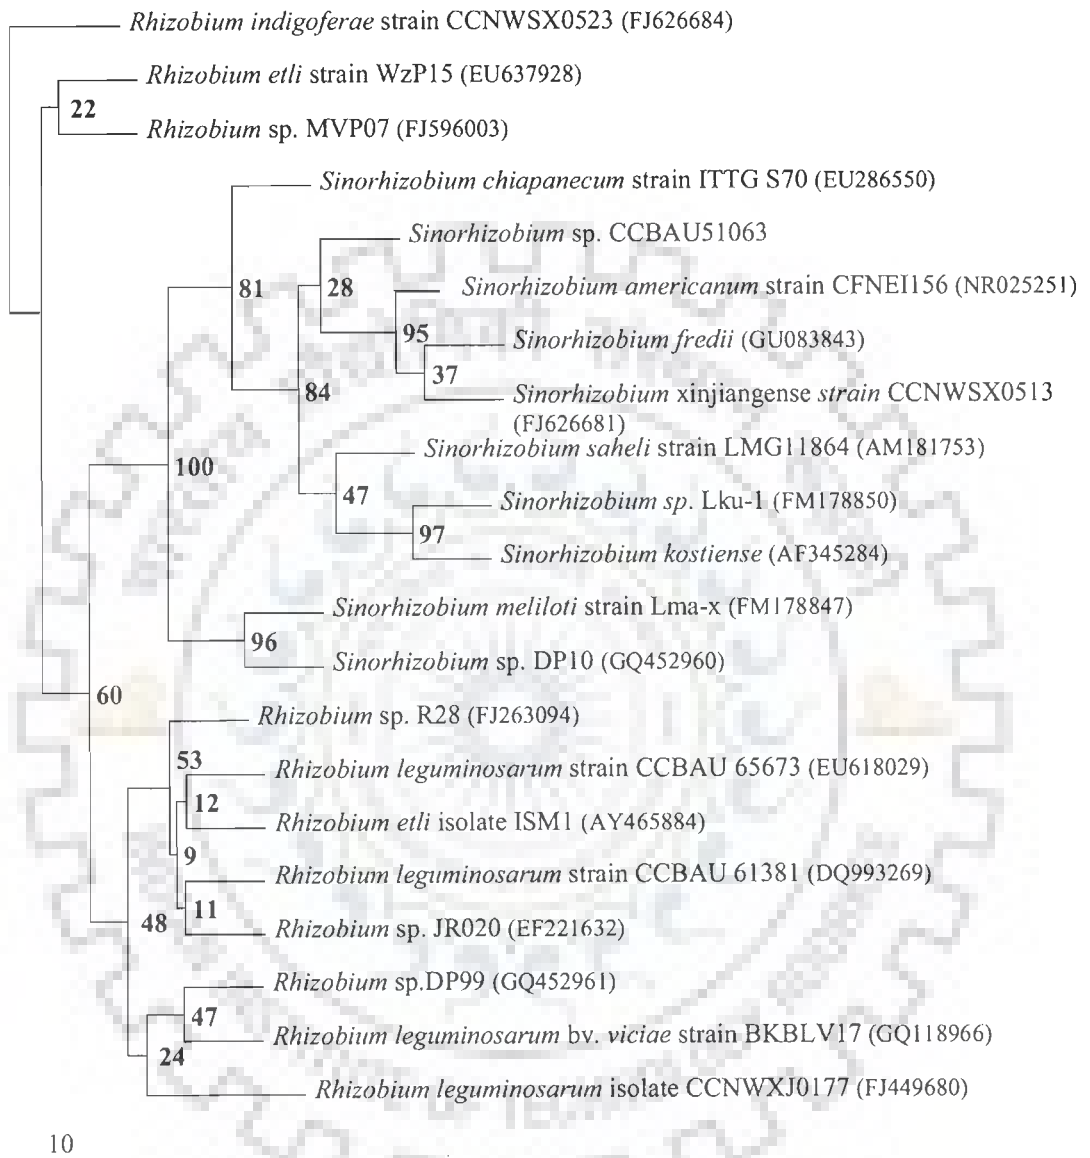 Rhizobium indigoferae strain CCNWSX0523 (FJ626684)
Rhizobium etli strain WzP15 (EU637928)
22
Rhizobium sp. MVP07 (FJ596003)
Sinorhizobium chiapanecum strain ITTG S70 (EU286550)
Sinorhizobium sp. CCBAU51063
81
28
Sinorhizobium americanum strain CFNEI156 (NR025251)
95
Sinorhizobium fredii (GU083843)
37
84
Sinorhizobium xinjiangense strain CCNWSX0513
(FJ626681)
Sinorhizobium saheli strain LMG11864 (AM181753)
100
47
Sinorhizobium sp. Lku-1 (FM178850)
97
Sinorhizobium kostiense (AF345284)
Sinorhizobium meliloti strain Lma-x (FM178847)
96
Sinorhizobium sp. DP10 (GQ452960)
60
Rhizobium sp. R28 (FJ263094)
53
Rhizobium leguminosarum strain CCBAU 65673 (EU618029)
12
Rhizobium etli isolate ISM1 (AY465884)
9
Rhizobium leguminosarum strain CCBAU 61381 (DQ993269)
11
48
Rhizobium sp. JR020 (EF221632)
Rhizobium sp.DP99 (GQ452961)
47
Rhizobium leguminosarum bv. viciae strain BKBLV17 (GQ118966)
24
Rhizobium leguminosarum isolate CCNWXJ0177 (FJ449680)
10